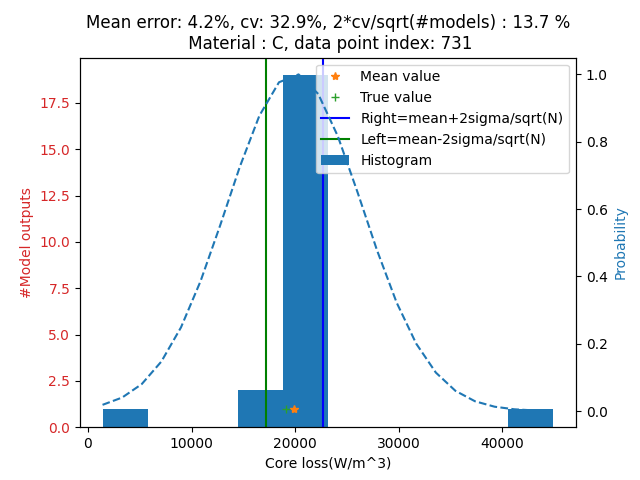 Mean error: 4.2%, cv: 32.9%, 2*cv/sqrt(#models) : 13.7 %
Material : C, data point index: 731
Mean value
True value
Right=mean+2sigma/sqrt(N)
Left=mean-2sigma/sqrt(N)
Histogram
17.5
15.0
12.5
10.0
7.5
5.0
2.5
0.0
#Model outputs
1.0
0.8
0.6
0.4
0.2
0.0
Probability
0 10000 20000 30000 40000
Core loss(W/m^3)